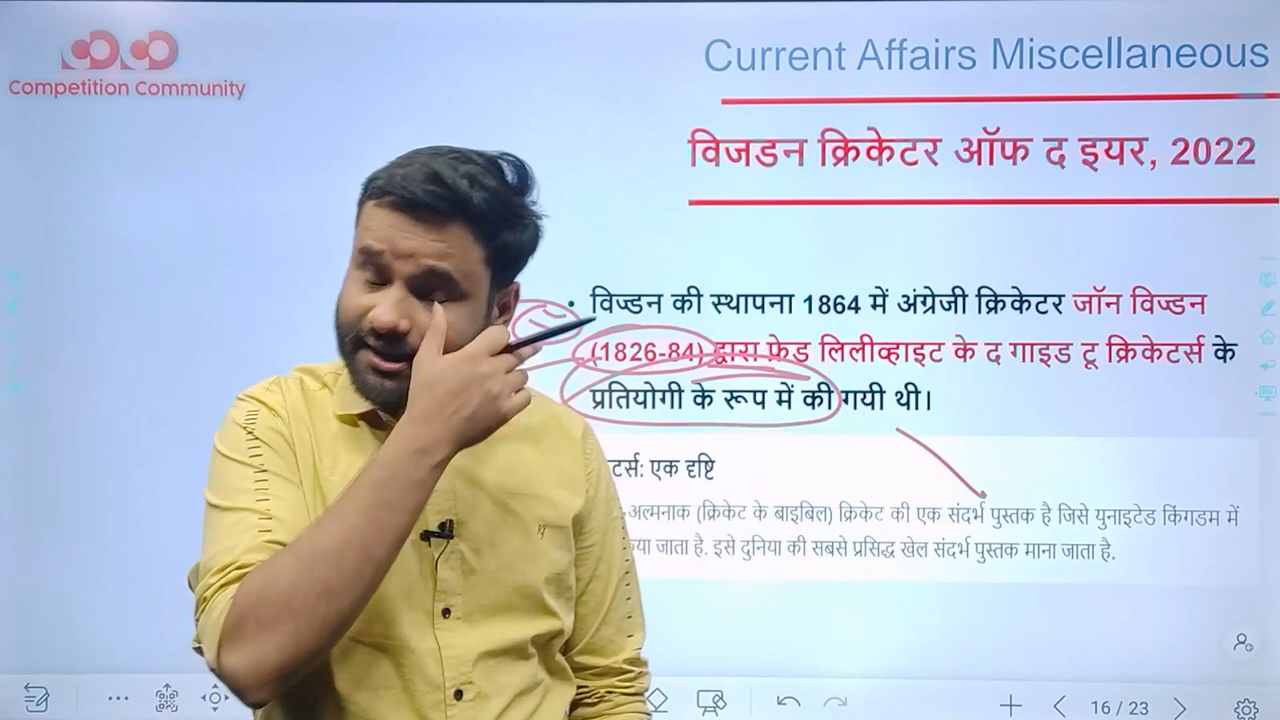 Competition Community
Current Affairs Miscellaneous
विजडन क्रिकेटर ऑफ द इयर, 2022
• विज्डन की स्थापना 1864 में अंग्रेजी क्रिकेटर जॉन विज्डन
(1826-84) द्वारा फ्रेड लिलीव्हाइट के द गाइड टू क्रिकेटर्स के
प्रतियोगी के रूप में की गयी थी।
एक दृष्टि
अल्मनाक (क्रिकेट के बाइबिल) क्रिकेट की एक संदर्भ पुस्तक है जिसे युनाइटेड किंगडम में
जाता है. इसे दुनिया की सबसे प्रसिद्ध खेल संदर्भ पुस्तक माना जाता है.
16 / 23